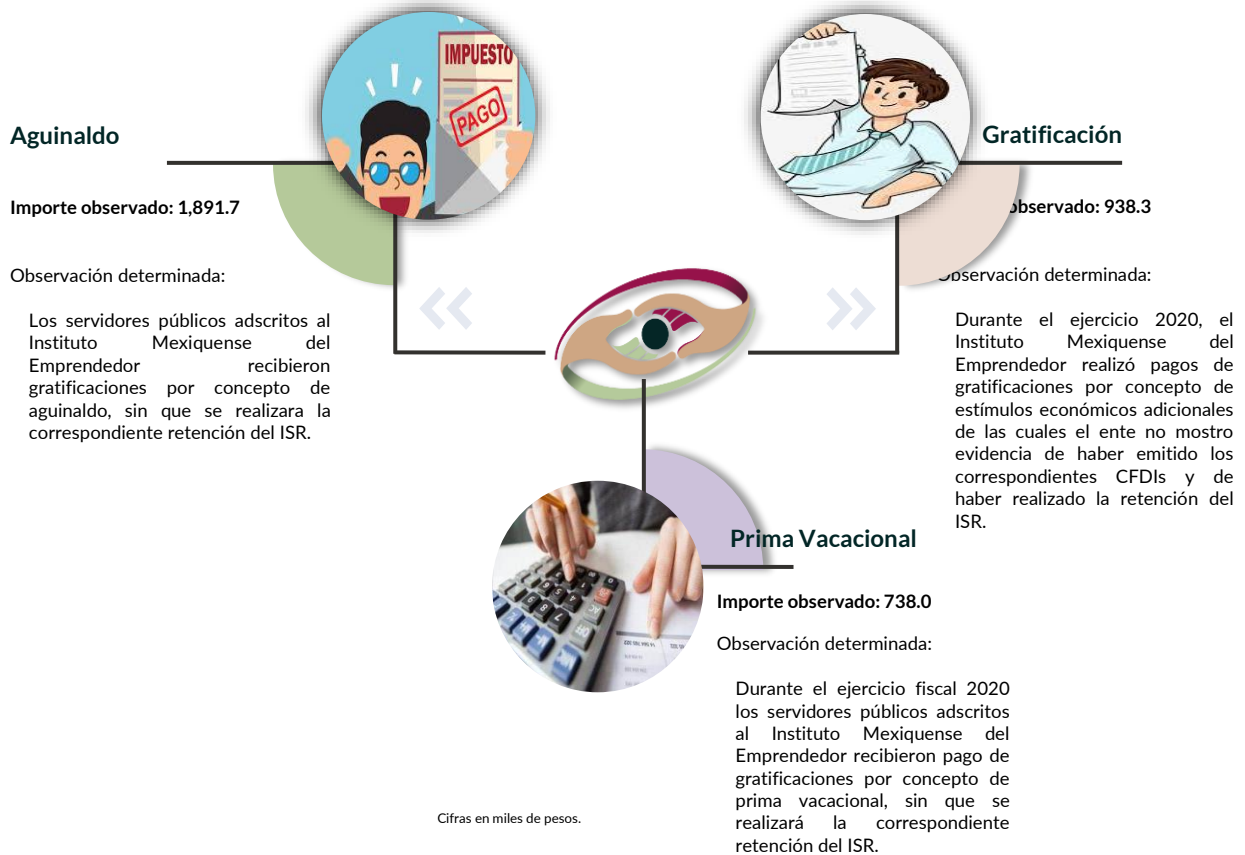 IMPUESTO
PAGO
Aguinaldo
Importe observado: 1,891.7
Observación determinada:
Los servidores públicos adscritos al
Instituto Mexiquense del
Emprendedor recibieron
gratificaciones por concepto de
aguinaldo, sin que se realizara la
correspondiente retención del ISR.
Gratificación
observado: 938.3
Observación determinada:
Durante el ejercicio 2020, el
Instituto Mexiquense del
Emprendedor realizó pagos de
gratificaciones por concepto de
estímulos económicos adicionales
de las cuales el ente no mostro
evidencia de haber emitido los
correspondientes CFDIs y de
haber realizado la retención del
ISR.
Prima Vacacional
Importe observado: 738.0
Observación determinada:
Durante el ejercicio fiscal 2020
los servidores públicos adscritos
al Instituto Mexiquense del
Emprendedor recibieron pago de
gratificaciones por concepto de
prima vacacional, sin que se
realizará la correspondiente
retención del ISR.
Cifras en miles de pesos.